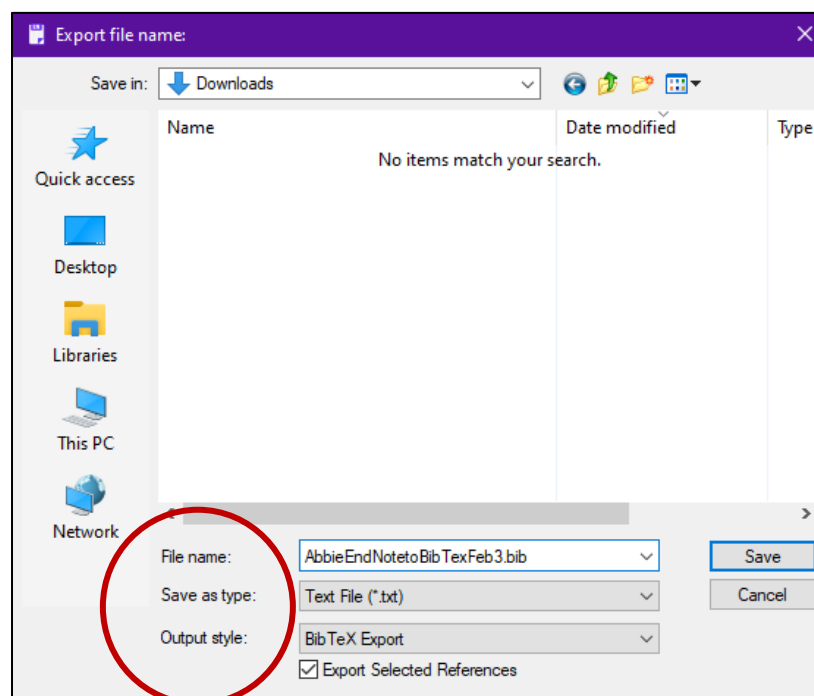 Export file name:
Save in: Downloads
Name Date modified Type
No items match your search.
Quick access
Desktop
Libraries
This PC
Network
File name: AbbieEndNotetoBibTexFeb3.bib Save
Save as type: Text File (*.txt) Cancel
Output style: BibTeX Export
Export Selected References